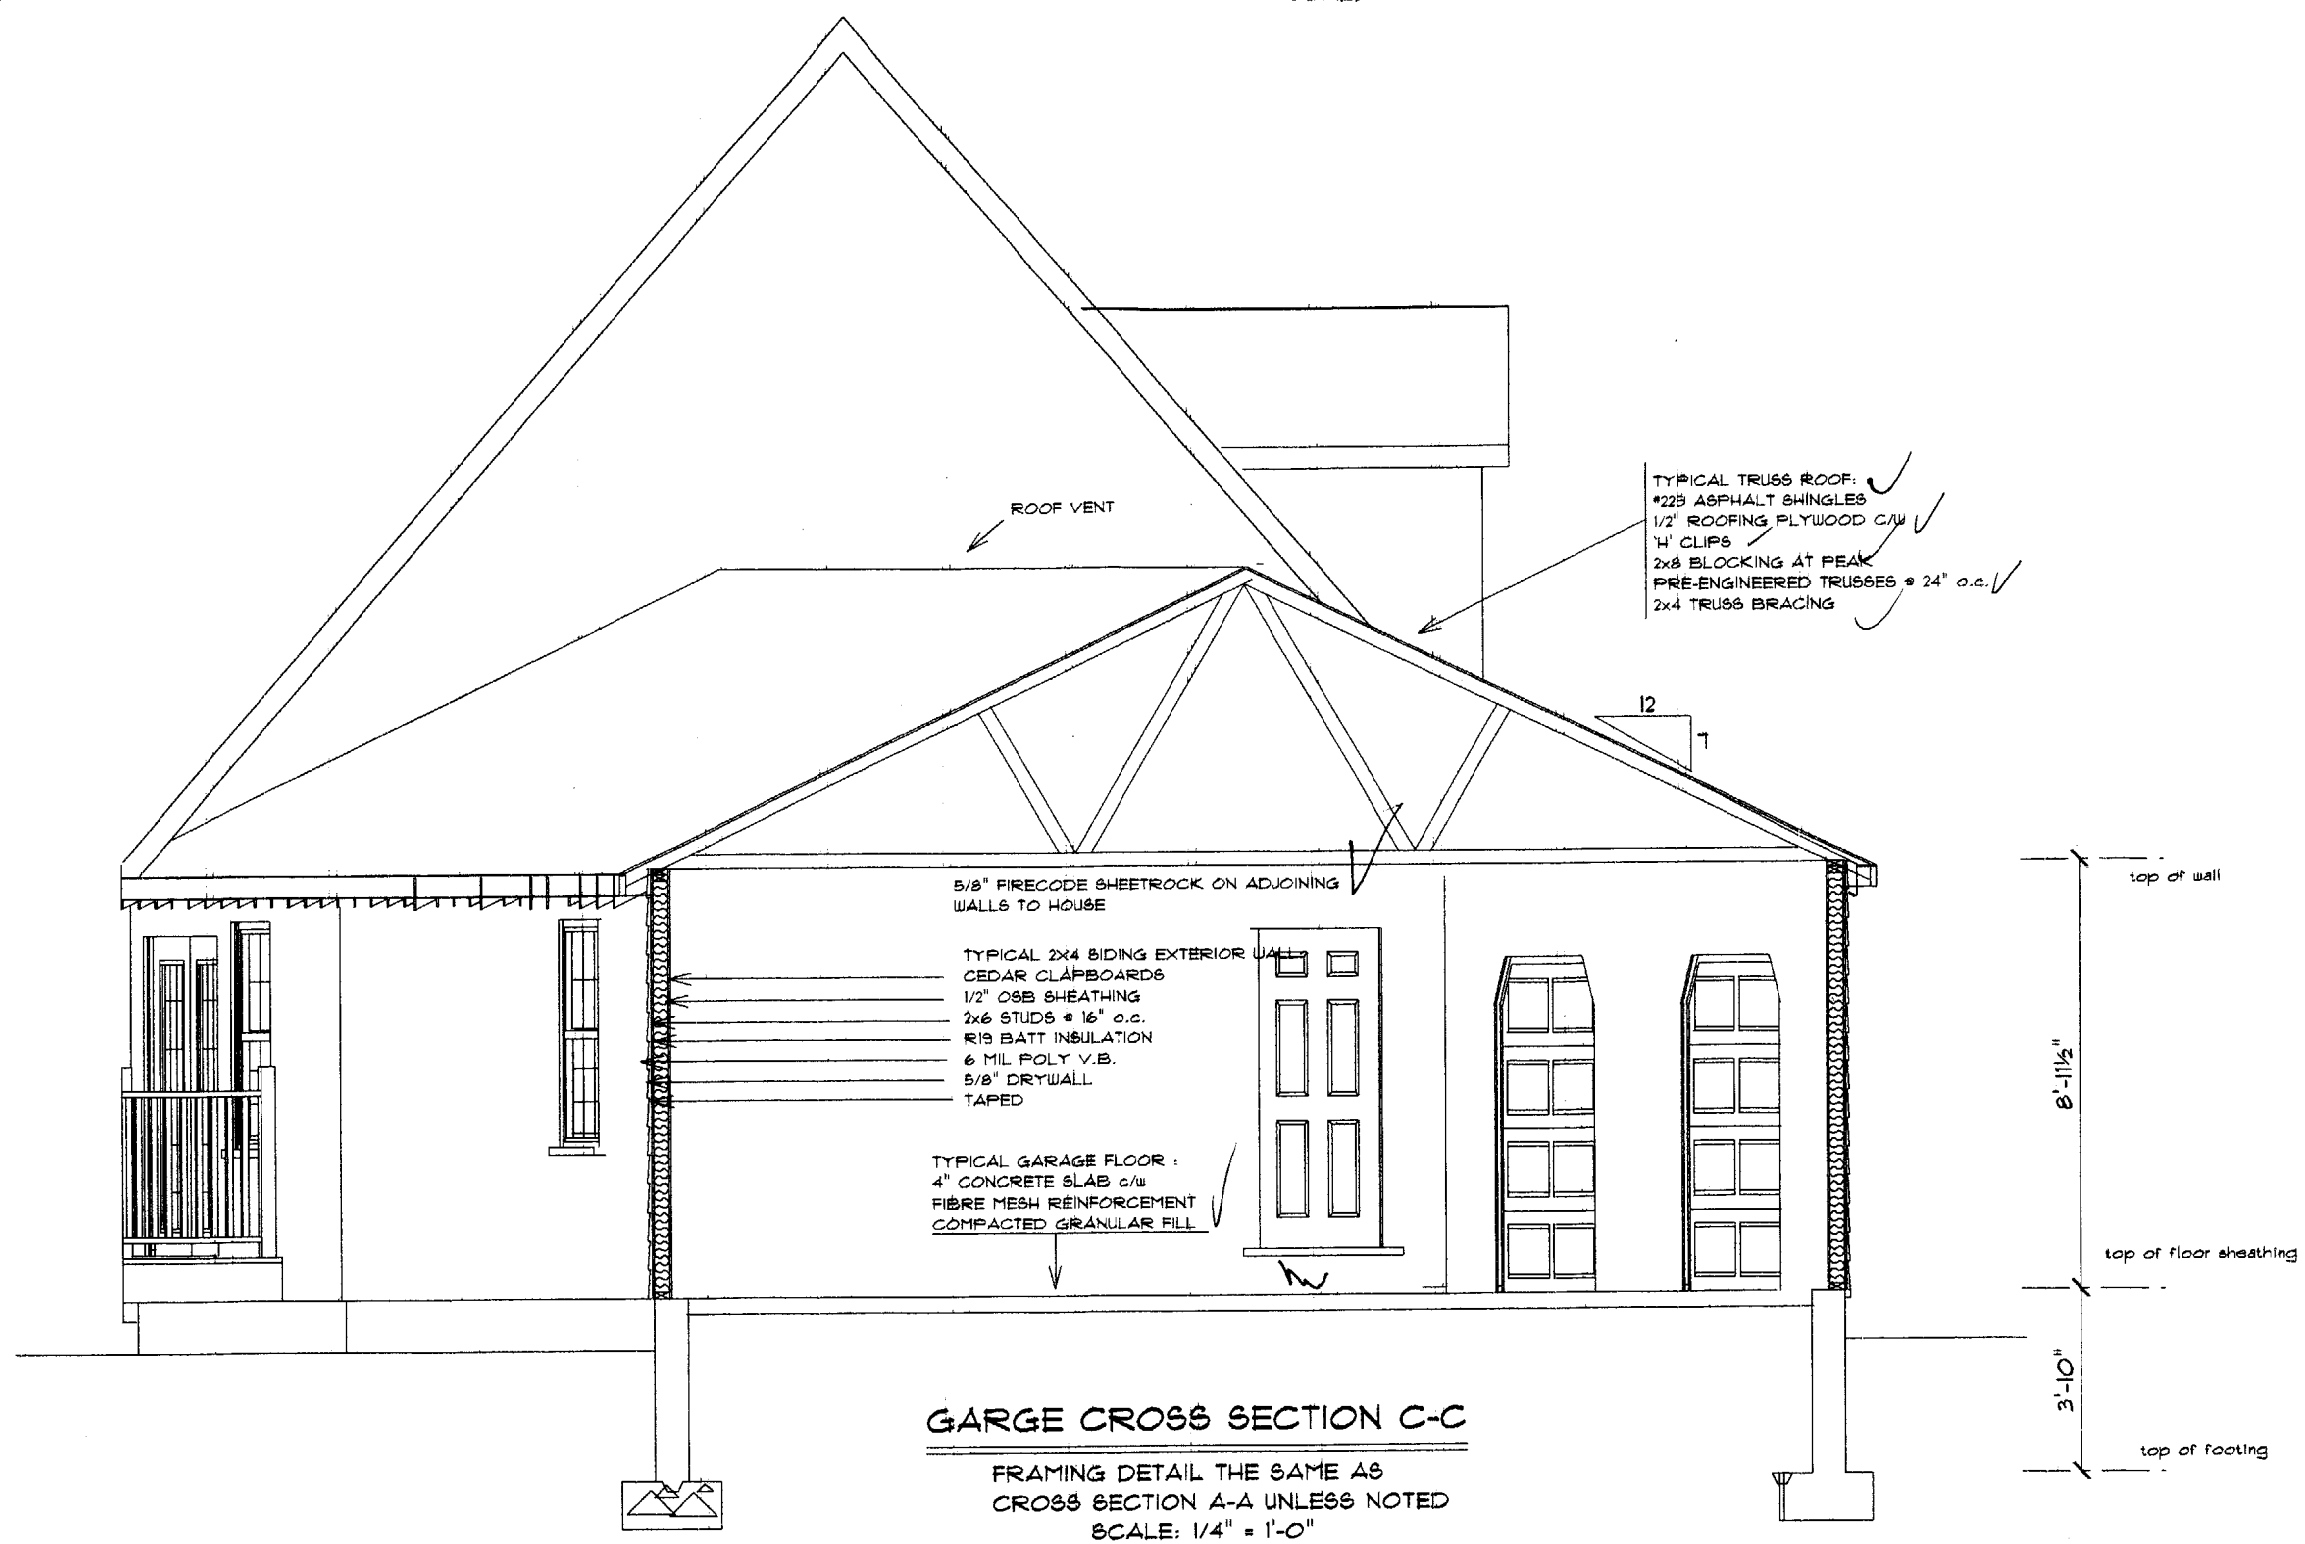 ROOF VENT
TYPICAL TRUSS ROOF:
#225 ASPHALT SHINGLES
1/2" ROOFING PLYWOOD C/W
'H' CLIPS
2x8 BLOCKING AT PEAK
PRE-ENGINEERED TRUSSES @ 24" o.c.
2x4 TRUSS BRACING
12
7
5/8" FIRECODE SHEETROCK ON ADJOINING
WALLS TO HOUSE
top of wall
TYPICAL 2X4 SIDING EXTERIOR WALL:
CEDAR CLAPBOARDS
1/2" OSB SHEATHING
2x6 STUDS @ 16" o.c.
R19 BATT INSULATION
6 MIL POLY V.B.
5/8" DRYWALL
TAPED
8'-11½"
TYPICAL GARAGE FLOOR :
4" CONCRETE SLAB c/w
FIBRE MESH REINFORCEMENT
COMPACTED GRANULAR FILL
top of floor sheathing
3'-10"
top of footing
GARGE CROSS SECTION C-C
FRAMING DETAIL THE SAME AS
CROSS SECTION A-A UNLESS NOTED
SCALE: 1/4" = 1'-0"